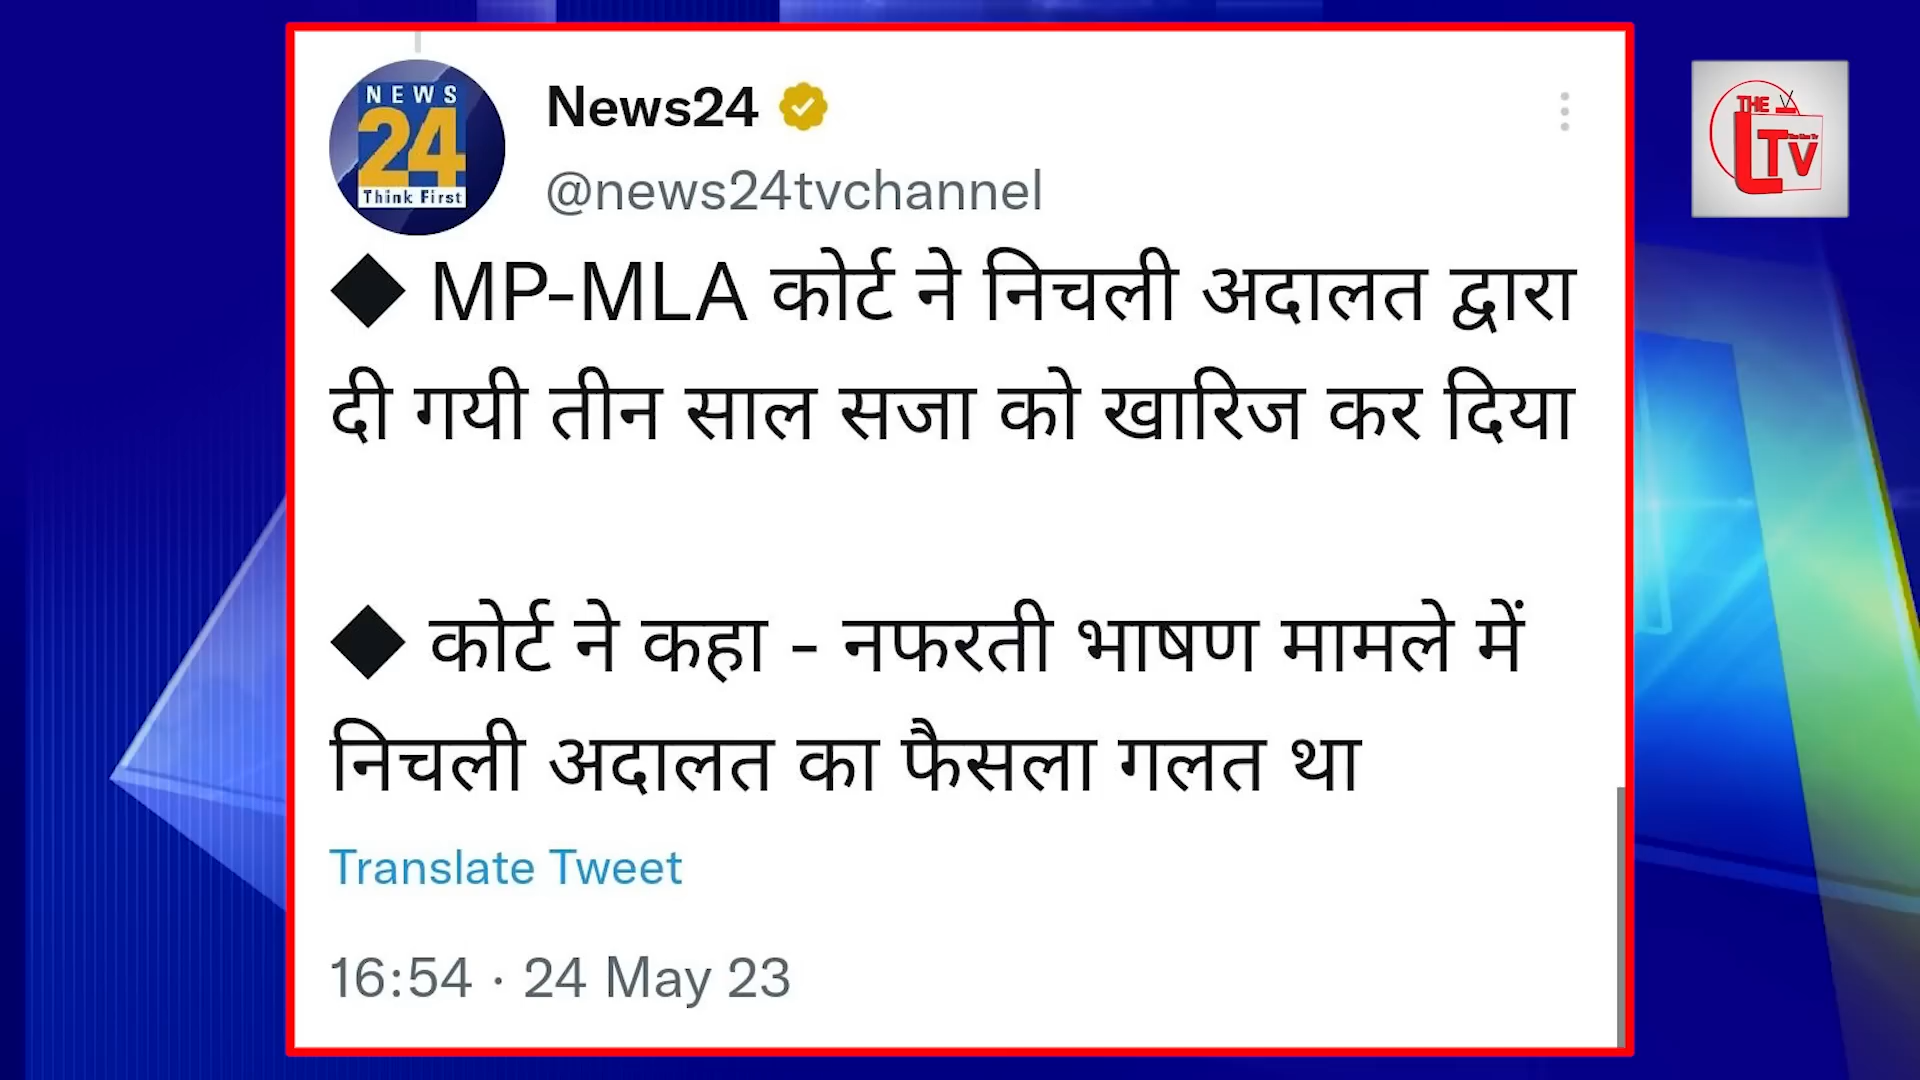 NEWS
24
Think First
News24
@news24tvchannel
◆ MP-MLA कोर्ट ने निचली अदालत द्वारा
दी गयी तीन साल सजा को खारिज कर दिया
◆ कोर्ट ने कहा - नफरती भाषण मामले में
निचली अदालत का फैसला गलत था
Translate Tweet
16:54 · 24 May 23
THE
LTV